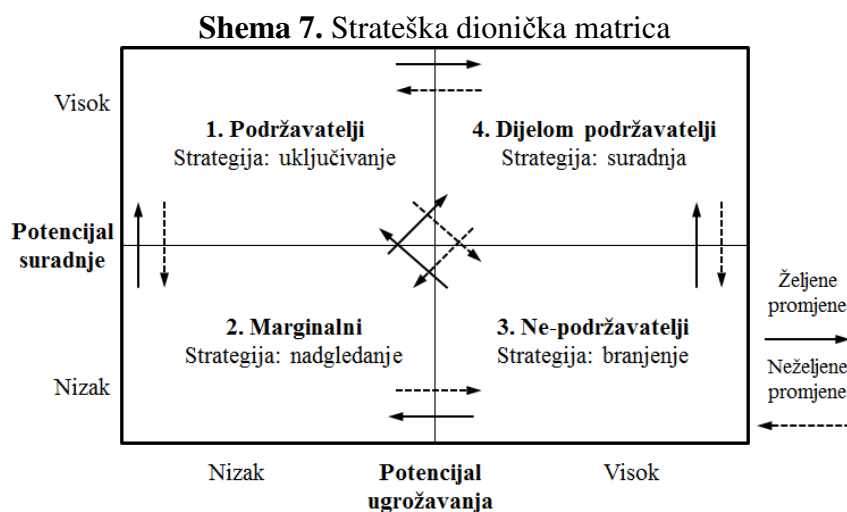 Shema 7. Strateška dionička matrica
Visok
1. Podržavatelji
Strategija: uključivanje
4. Dijelom podržavatelji
Strategija: suradnja
Potencijal
suradnje
2. Marginalni
Strategija: nadgledanje
3. Ne-podržavatelji
Strategija: branjenje
Nizak
Željene
promjene
Neželjene
promjene
Nizak
Potencijal
ugrožavanja
Visok